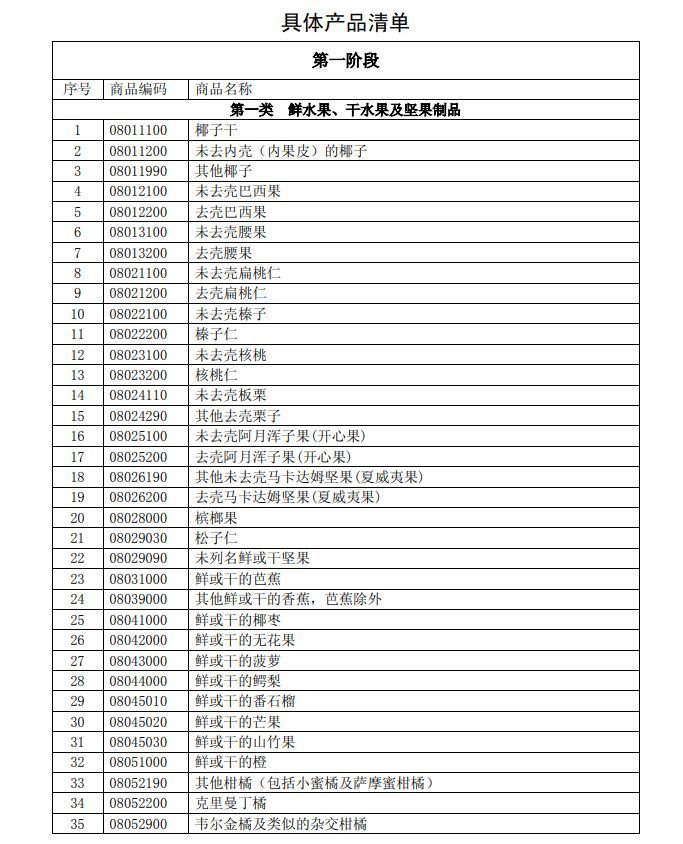 具体产品清单
第一阶段
序号 商品编码 商品名称
第一类 鲜水果、干水果及坚果制品
1 08011100 椰子干
2 08011200 未去内壳（内果皮）的椰子
3 08011990 其他椰子
4 08012100 未去壳巴西果
5 08012200 去壳巴西果
6 08013100 未去壳腰果
7 08013200 去壳腰果
8 08021100 未去壳扁桃仁
9 08021200 去壳扁桃仁
10 08022100 未去壳榛子
11 08022200 榛子仁
12 08023100 未去壳核桃
13 08023200 核桃仁
14 08024110 未去壳板栗
15 08024290 其他去壳栗子
16 08025100 未去壳阿月浑子果(开心果)
17 08025200 去壳阿月浑子果(开心果)
18 08026190 其他未去壳马卡达姆坚果(夏威夷果)
19 08026200 去壳马卡达姆坚果(夏威夷果)
20 08028000 槟榔果
21 08029030 松子仁
22 08029090 未列名鲜或干坚果
23 08031000 鲜或干的芭蕉
24 08039000 其他鲜或干的香蕉，芭蕉除外
25 08041000 鲜或干的椰枣
26 08042000 鲜或干的无花果
27 08043000 鲜或干的菠萝
28 08044000 鲜或干的鳄梨
29 08045010 鲜或干的番石榴
30 08045020 鲜或干的芒果
31 08045030 鲜或干的山竹果
32 08051000 鲜或干的橙
33 08052190 其他柑橘（包括小蜜橘及萨摩蜜柑橘）
34 08052200 克里曼丁橘
35 08052900 韦尔金橘及类似的杂交柑橘